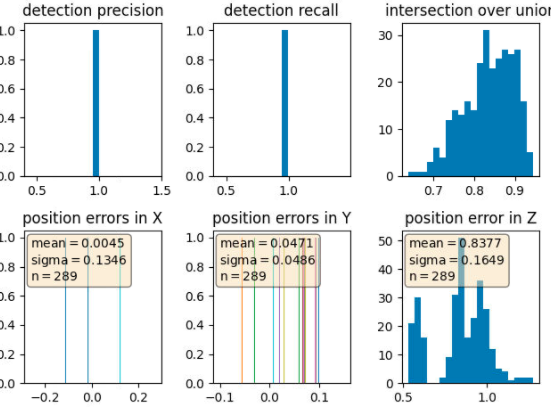 detection precision
detection recall
intersection over union
1.0
0.8
0.6
0.4
0.2
0.0
0.5 1.0 1.5
1.0
0.8
0.6
0.4
0.2
0.0
0.5 1.0
30
20
10
0
0.7 0.8 0.9
position errors in X
position errors in Y
position error in Z
1.0
0.8
0.6
0.4
0.2
0.0
mean = 0.0045
sigma = 0.1346
n = 289
-0.2 0.0 0.2
1.0
0.8
0.6
0.4
0.2
0.0
mean = 0.0471
sigma = 0.0486
n = 289
-0.1 0.0 0.1
50
40
30
20
10
0
mean = 0.8377
sigma = 0.1649
n = 289
0.5 1.0